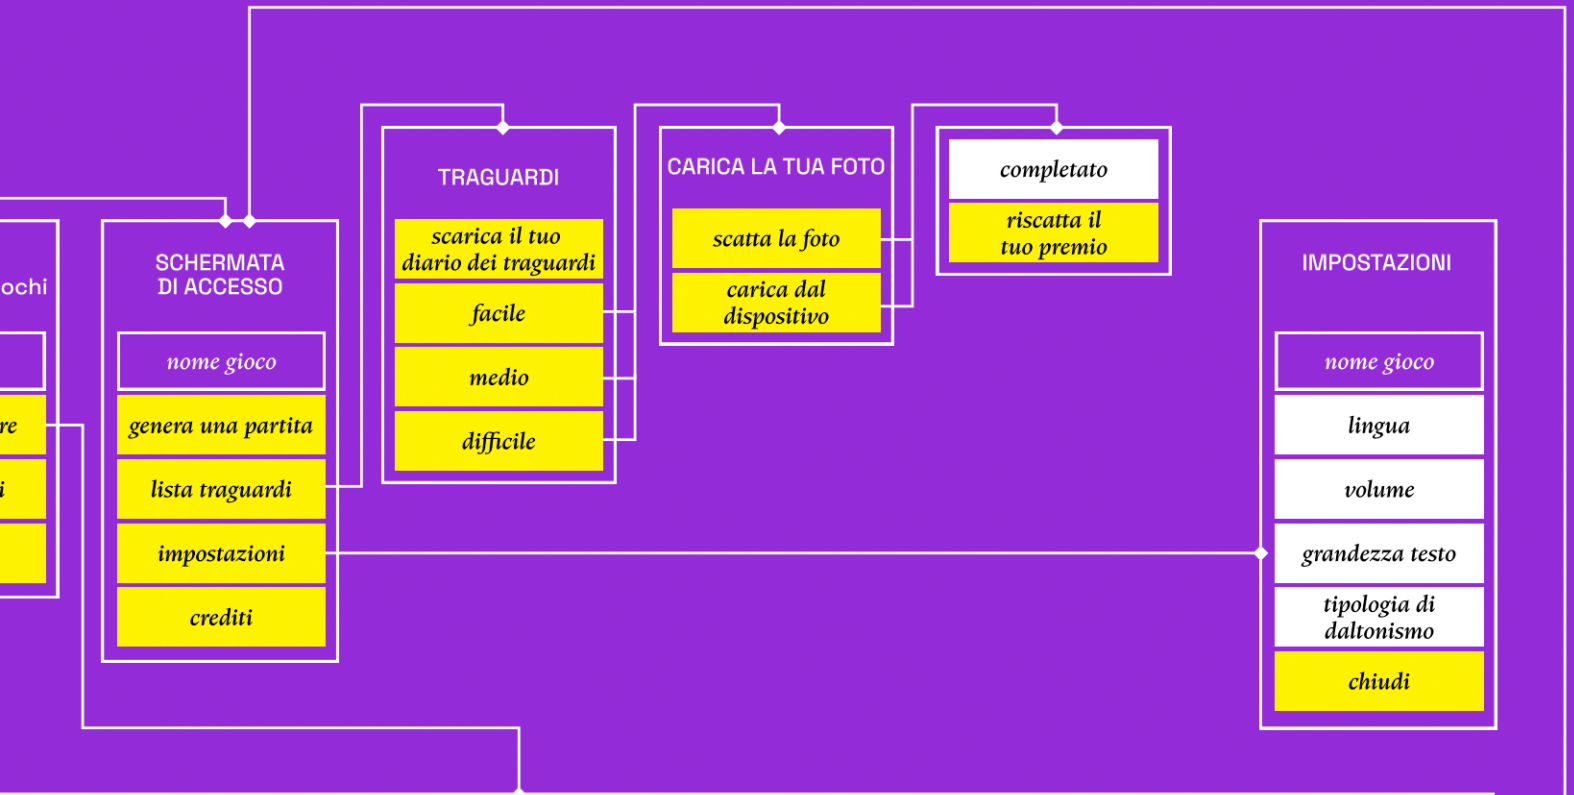 ochi
re
i
SCHERMATA
DI ACCESSO
nome gioco
genera una partita
lista traguardi
impostazioni
crediti
TRAGUARDI
scarica il tuo
diario dei traguardi
facile
medio
difficile
CARICA LA TUA FOTO
scatta la foto
carica dal
dispositivo
completato
riscatta il
tuo premio
IMPOSTAZIONI
nome gioco
lingua
volume
grandezza testo
tipologia di
daltonismo
chiudi